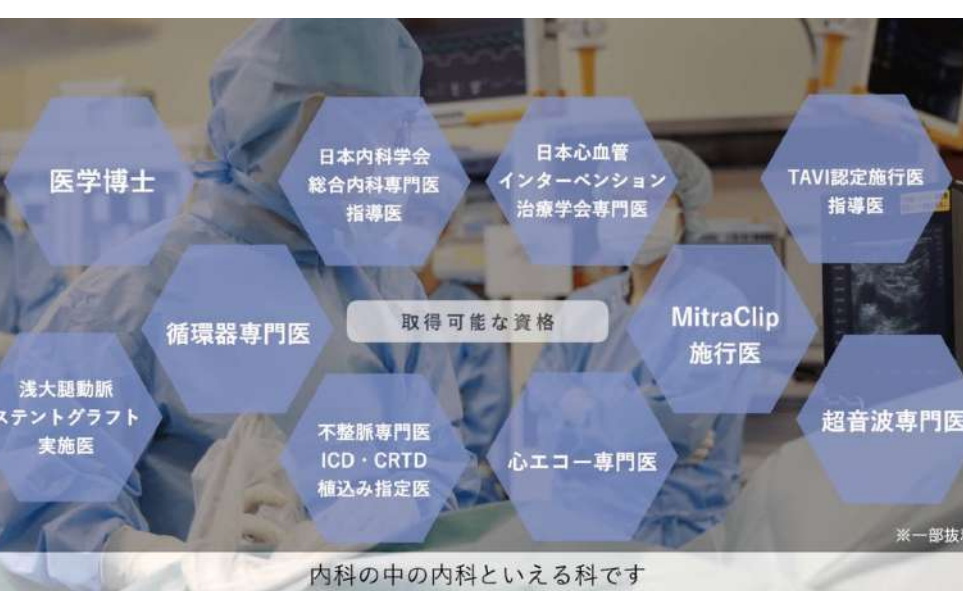 医学博士
日本内科学会
総合内科専門医
指導医
日本心血管
インターベンション
治療学会専門医
TAVI認定施行医
指導医
循環器専門医
取得可能な資格
MitraClip
施行医
浅大腿動脈
ステントグラフト
実施医
不整脈専門医
ICD・CRTD
植込み指定医
心エコー専門医
超音波専門医
※一部抜
内科の中の内科といえる科です